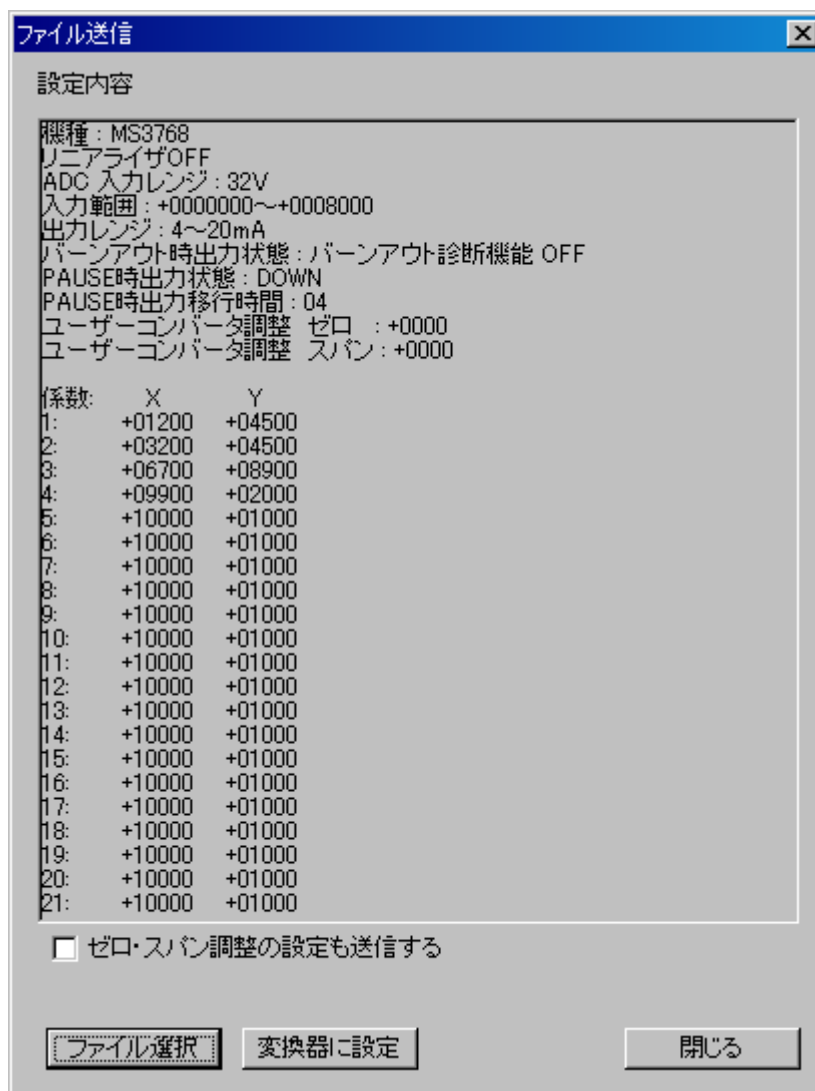 ファイル送信
設定内容
機種 : MS3768
リニアライザOFF
ADC 入力レンジ : 32V
入力範囲 : +0000000～+0008000
出力レンジ : 4～20mA
バーンアウト時出力状態 : バーンアウト診断機能 OFF
PAUSE時出力状態 : DOWN
PAUSE時出力移行時間 : 04
ユーザーコンバータ調整 ゼロ : +0000
ユーザーコンバータ調整 スパン : +0000
係数: X Y
1: +01200 +04500
2: +03200 +04500
3: +06700 +08900
4: +09900 +02000
5: +10000 +01000
6: +10000 +01000
7: +10000 +01000
8: +10000 +01000
9: +10000 +01000
10: +10000 +01000
11: +10000 +01000
12: +10000 +01000
13: +10000 +01000
14: +10000 +01000
15: +10000 +01000
16: +10000 +01000
17: +10000 +01000
18: +10000 +01000
19: +10000 +01000
20: +10000 +01000
21: +10000 +01000
ゼロ・スパン調整の設定も送信する
ファイル選択 変換器に設定 閉じる